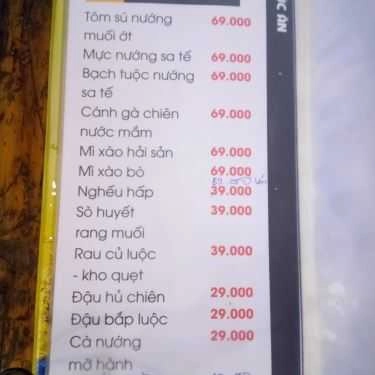 ỨC ĂN
Tôm sú nướng 69.000
muối ớt
Mực nướng sa tế 69.000
Bạch tuộc nướng 69.000
sa tế
Cánh gà chiên 69.000
nước mắm
Mì xào hải sản 69.000
Mì xào bò 69.000
Nghếu hấp 39.000
Sò huyết 39.000
rang muối
Rau củ luộc 39.000
- kho quẹt
Đậu hủ chiên 29.000
Đậu bắp luộc 29.000
Cà nướng 29.000
mỡ hành